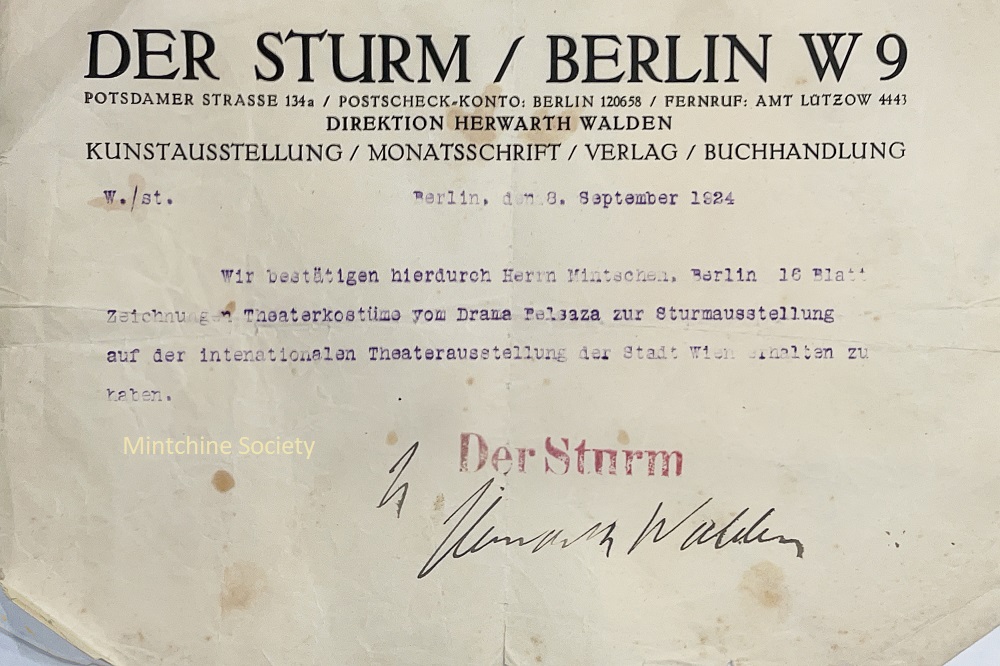 DER STURM / BERLIN W 9
POTSDAMER STRASSE 134a / POSTSCHECK-KONTO: BERLIN 120658 / FERNRUF: AMT LÜTZOW 4443
DIREKTION HERWARTH WALDEN
KUNSTAUSSTELLUNG / MONATSSCHRIFT / VERLAG / BUCHHANDLUNG
W./st. Berlin, den 8. September 1924
Wir bestätigen hierdurch Herrn Mintschen, Berlin 16 Blatt
Zeichnungen Theaterkostüme vom Drama Belsaza zur Sturmausstellung
auf der intenationalen Theaterausstellung der Stadt Wien erhalten zu
haben.
Mintchine Society
Der Sturm
Herwarth Walden